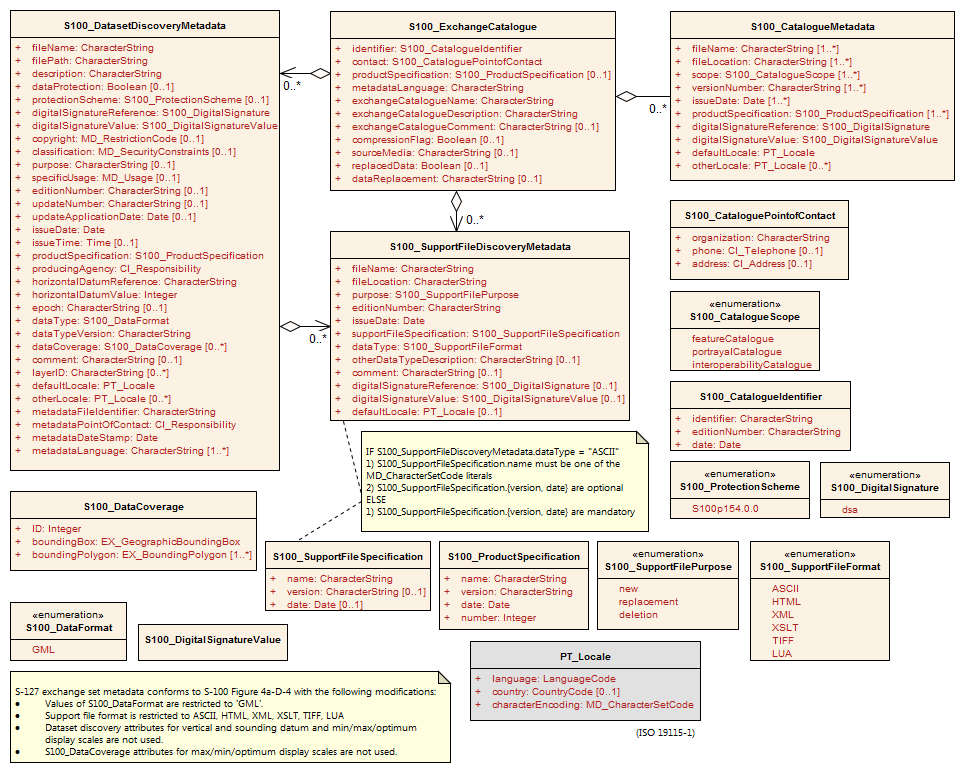 S100_DatasetDiscoveryMetadata
+ fileName: CharacterString
+ filePath: CharacterString
+ description: CharacterString
+ dataProtection: Boolean [0..1]
+ protectionScheme: S100_ProtectionScheme [0..1]
+ digitalSignatureReference: S100_DigitalSignature
+ digitalSignatureValue: S100_DigitalSignatureValue
+ copyright: MD_RestrictionCode [0..1]
+ classification: MD_SecurityConstraints [0..1]
+ purpose: CharacterString [0..1]
+ specificUsage: MD_Usage [0..1]
+ editionNumber: CharacterString [0..1]
+ updateNumber: CharacterString [0..1]
+ updateApplicationDate: Date [0..1]
+ issueDate: Date
+ issueTime: Time [0..1]
+ productSpecification: S100_ProductSpecification
+ producingAgency: CI_Responsibility
+ horizontalDatumReference: CharacterString
+ horizontalDatumValue: Integer
+ epoch: CharacterString [0..1]
+ dataType: S100_DataFormat
+ dataTypeVersion: CharacterString
+ dataCoverage: S100_DataCoverage [0..*]
+ comment: CharacterString [0..1]
+ layerID: CharacterString [0..*]
+ defaultLocale: PT_Locale
+ otherLocale: PT_Locale [0..*]
+ metadataFileIdentifier: CharacterString
+ metadataPointOfContact: CI_Responsibility
+ metadataDateStamp: Date
+ metadataLanguage: CharacterString [1..*]
0..*
S100_ExchangeCatalogue
+ identifier: S100_CatalogueIdentifier
+ contact: S100_CataloguePointofContact
+ productSpecification: S100_ProductSpecification [0..1]
+ metadataLanguage: CharacterString
+ exchangeCatalogueName: CharacterString
+ exchangeCatalogueDescription: CharacterString
+ exchangeCatalogueComment: CharacterString [0..1]
+ compressionFlag: Boolean [0..1]
+ sourceMedia: CharacterString [0..1]
+ replacedData: Boolean [0..1]
+ dataReplacement: CharacterString [0..1]
0..*
S100_CatalogueMetadata
+ fileName: CharacterString [1..*]
+ fileLocation: CharacterString [1..*]
+ scope: S100_CatalogueScope [1..*]
+ versionNumber: CharacterString [1..*]
+ issueDate: Date [1..*]
+ productSpecification: S100_ProductSpecification [1..*]
+ digitalSignatureReference: S100_DigitalSignature
+ digitalSignatureValue: S100_DigitalSignatureValue
+ defaultLocale: PT_Locale
+ otherLocale: PT_Locale [0..*]
0..*
S100_SupportFileDiscoveryMetadata
+ fileName: CharacterString
+ fileLocation: CharacterString
+ purpose: S100_SupportFilePurpose
+ editionNumber: CharacterString
+ issueDate: Date
+ supportFileSpecification: S100_SupportFileSpecification
+ dataType: S100_SupportFileFormat
+ otherDataTypeDescription: CharacterString [0..1]
+ comment: CharacterString [0..1]
+ digitalSignatureReference: S100_DigitalSignature [0..1]
+ digitalSignatureValue: S100_DigitalSignatureValue [0..1]
+ defaultLocale: PT_Locale [0..1]
0..*
S100_CataloguePointofContact
+ organization: CharacterString
+ phone: CI_Telephone [0..1]
+ address: CI_Address [0..1]
«enumeration»
S100_CatalogueScope
featureCatalogue
portrayalCatalogue
interoperabilityCatalogue
S100_CatalogueIdentifier
+ identifier: CharacterString
+ editionNumber: CharacterString
+ date: Date
IF S100_SupportFileDiscoveryMetadata.dataType = "ASCII"
1) S100_SupportFileSpecification.name must be one of the
MD_CharacterSetCode literals
2) S100_SupportFileSpecification.{version, date} are optional
ELSE
1) S100_SupportFileSpecification.{version, date} are mandatory
«enumeration»
S100_ProtectionScheme
S100p154.0.0
«enumeration»
S100_DigitalSignature
dsa
S100_DataCoverage
+ ID: Integer
+ boundingBox: EX_GeographicBoundingBox
+ boundingPolygon: EX_BoundingPolygon [1..*]
S100_SupportFileSpecification
+ name: CharacterString
+ version: CharacterString [0..1]
+ date: Date [0..1]
S100_ProductSpecification
+ name: CharacterString
+ version: CharacterString
+ date: Date
+ number: Integer
«enumeration»
S100_SupportFilePurpose
new
replacement
deletion
«enumeration»
S100_SupportFileFormat
ASCII
HTML
XML
XSLT
TIFF
LUA
«enumeration»
S100_DataFormat
GML
S100_DigitalSignatureValue
PT_Locale
+ language: LanguageCode
+ country: CountryCode [0..1]
+ characterEncoding: MD_CharacterSetCode
(ISO 19115-1)
S-127 exchange set metadata conforms to S-100 Figure 4a-D-4 with the following modifications:
● Values of S100_DataFormat are restricted to 'GML'.
● Support file format is restricted to ASCII, HTML, XML, XSLT, TIFF, LUA
● Dataset discovery attributes for vertical and sounding datum and min/max/optimum
display scales are not used.
● S100_DataCoverage attributes for max/min/optimum display scales are not used.